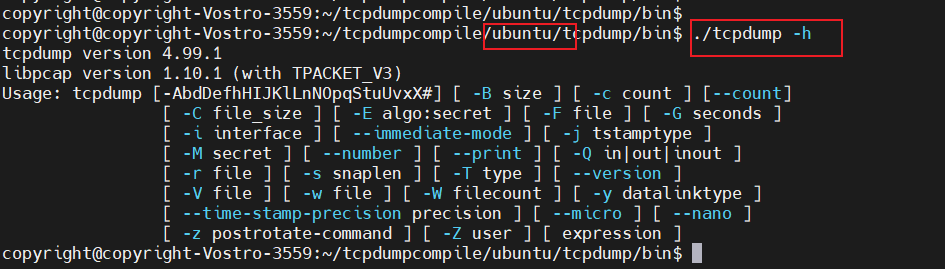 copyright@copyright-Vostro-3559:~/tcpdumpcompile/ubuntu/tcpdump/bin$
copyright@copyright-Vostro-3559:~/tcpdumpcompile/ubuntu/tcpdump/bin$ ./tcpdump -h
tcpdump version 4.99.1
libpcap version 1.10.1 (with TPACKET_V3)
Usage: tcpdump [-AbdDefhHIJKlLnNOpqStuUvxX#] [ -B size ] [ -c count ] [--count]
[ -C file_size ] [ -E algo:secret ] [ -F file ] [ -G seconds ]
[ -i interface ] [ --immediate-mode ] [ -j tstamptype ]
[ -M secret ] [ --number ] [ --print ] [ -Q in|out|inout ]
[ -r file ] [ -s snaplen ] [ -T type ] [ --version ]
[ -V file ] [ -w file ] [ -W filecount ] [ -y datalinktype ]
[ --time-stamp-precision precision ] [ --micro ] [ --nano ]
[ -z postrotate-command ] [ -Z user ] [ expression ]
copyright@copyright-Vostro-3559:~/tcpdumpcompile/ubuntu/tcpdump/bin$